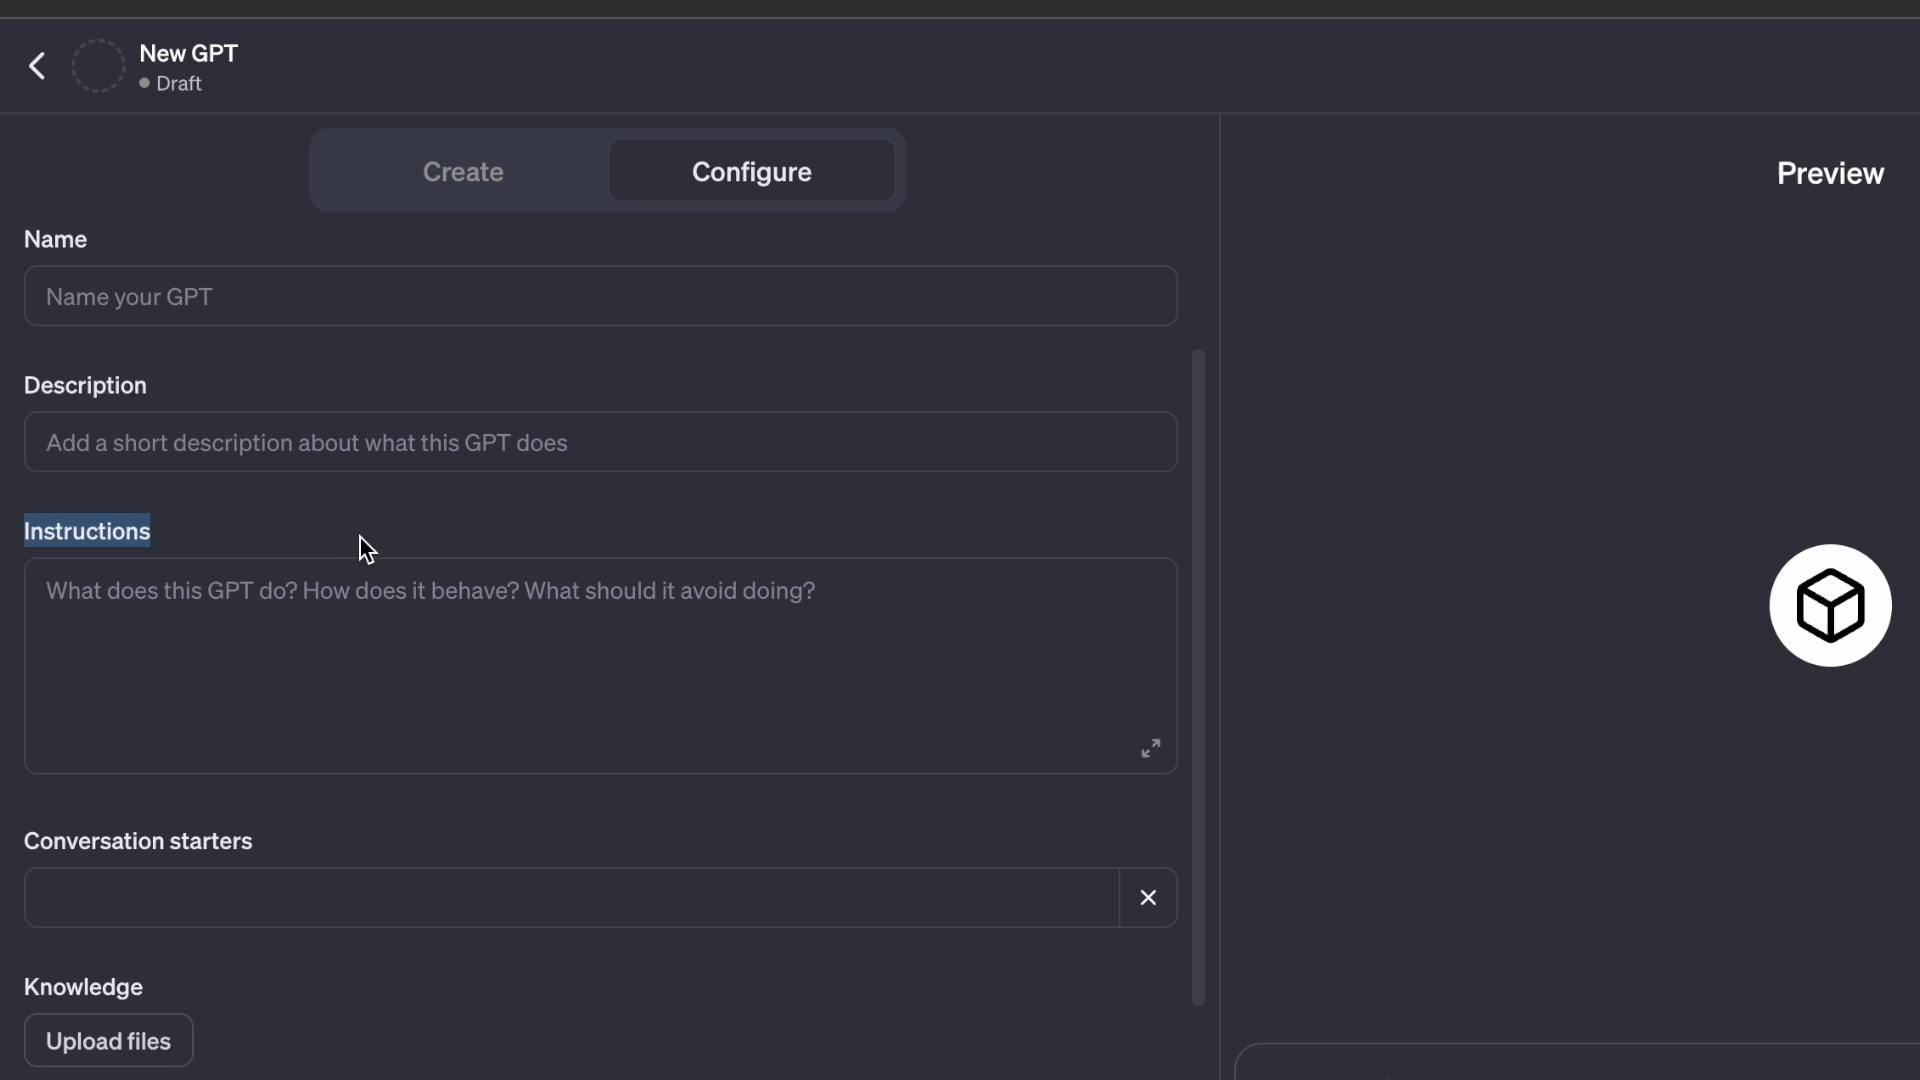 New GPT
Draft
Create
Configure
Preview
Name
Name your GPT
Description
Add a short description about what this GPT does
Instructions
What does this GPT do? How does it behave? What should it avoid doing?
Conversation starters
Knowledge
Upload files